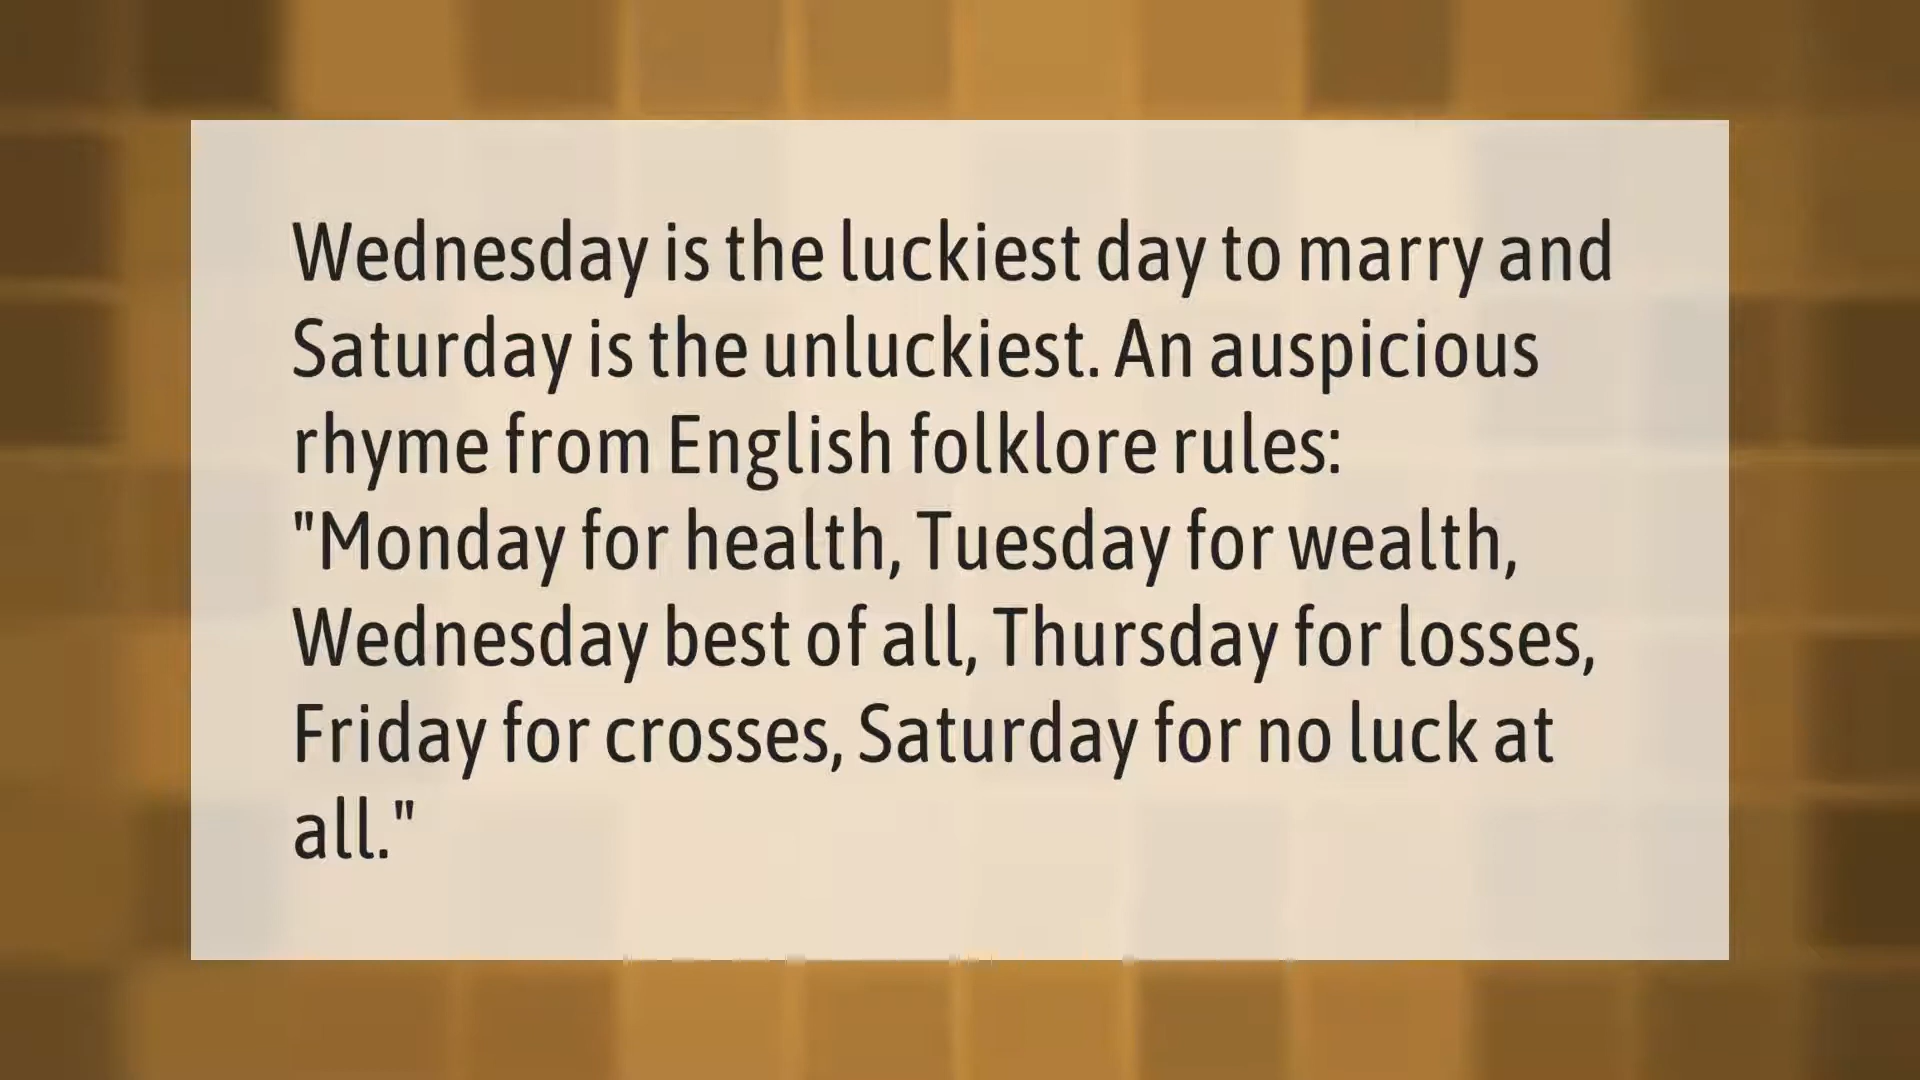 Wednesday is the luckiest day to marry and
Saturday is the unluckiest. An auspicious
rhyme from English folklore rules:
"Monday for health, Tuesday for wealth,
Wednesday best of all, Thursday for losses,
Friday for crosses, Saturday for no luck at
all."